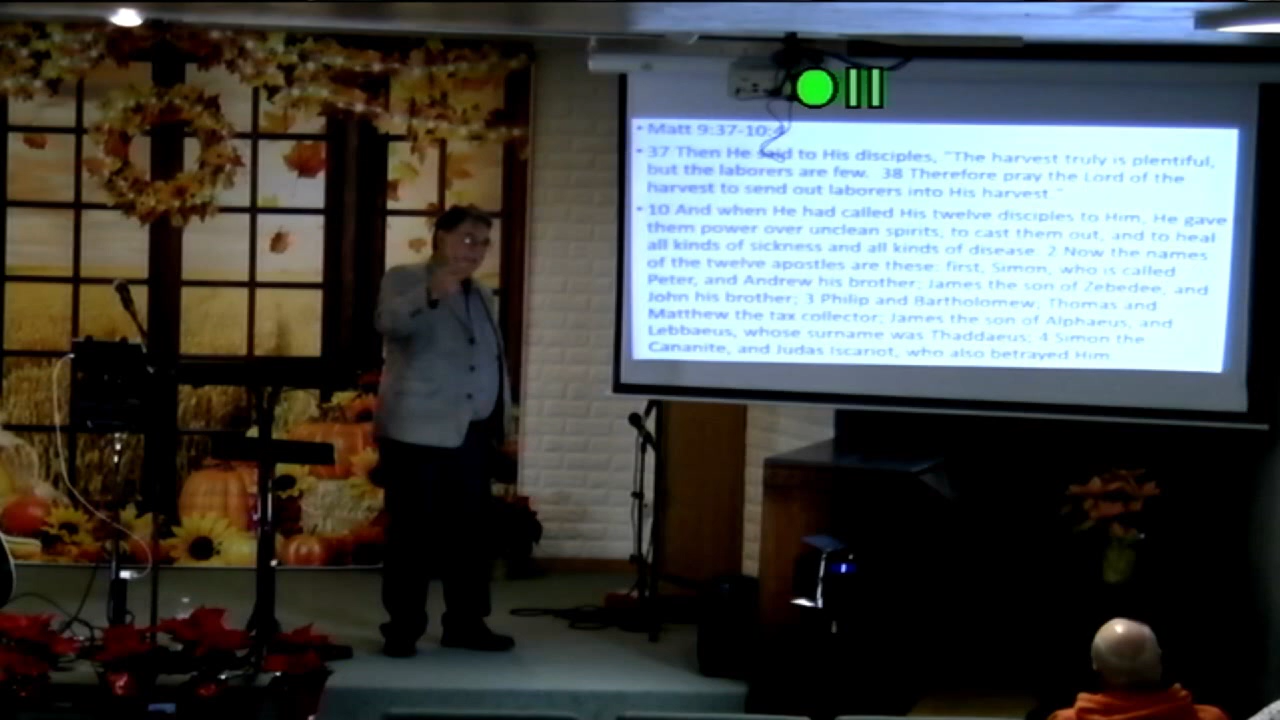 • Matt 9:37-10:4
• 37 Then He said to His disciples, "The harvest truly is plentiful,
but the laborers are few. 38 Therefore pray the Lord of the
harvest to send out laborers into His harvest."
• 10 And when He had called His twelve disciples to Him, He gave
them power over unclean spirits, to cast them out, and to heal
all kinds of sickness and all kinds of disease. 2 Now the names
of the twelve apostles are these: first, Simon, who is called
Peter, and Andrew his brother; James the son of Zebedee, and
John his brother; 3 Philip and Bartholomew; Thomas and
Matthew the tax collector; James the son of Alphaeus, and
Lebbaeus, whose surname was Thaddaeus; 4 Simon the
Cananite, and Judas Iscariot, who also betrayed Him.